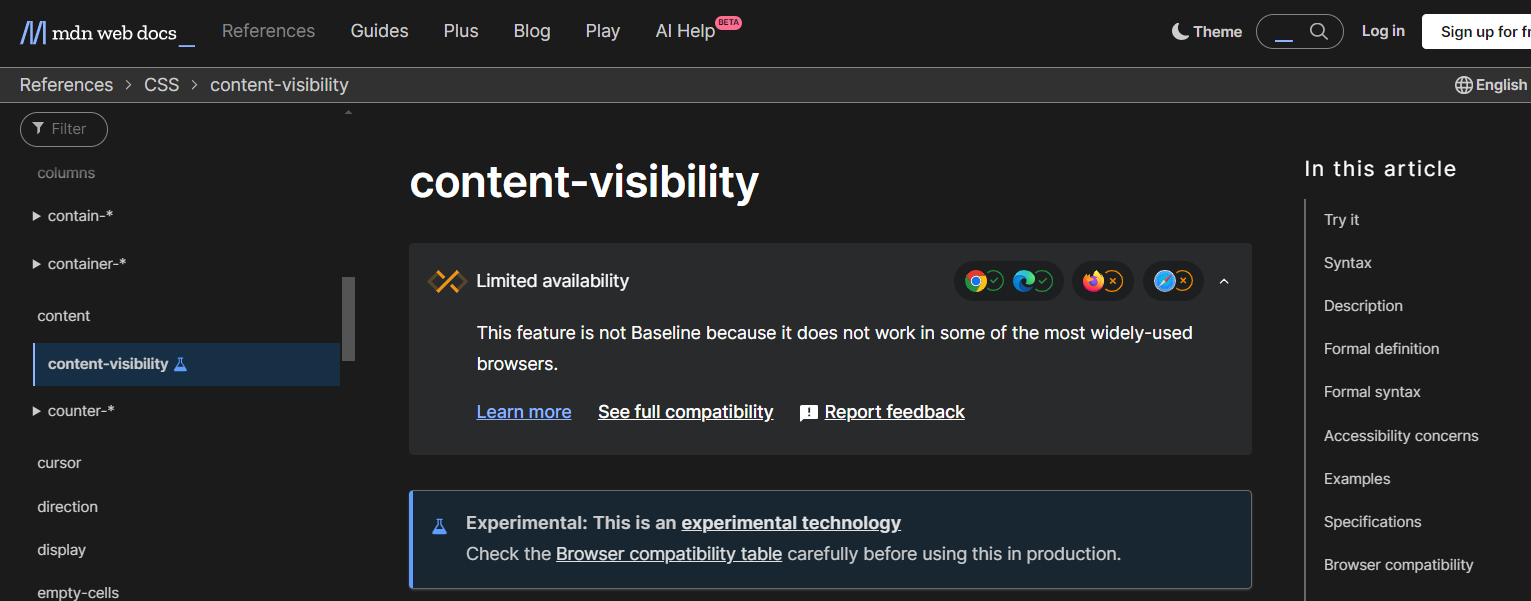 mdn web docs
References
Guides
Plus
Blog
Play
AI Help BETA
Theme
Log in
Sign up for fr
References > CSS > content-visibility
English
Filter
columns
contain-*
container-*
content
content-visibility
counter-*
cursor
direction
display
empty-cells
content-visibility
Limited availability
This feature is not Baseline because it does not work in some of the most widely-used
browsers.
Learn more See full compatibility Report feedback
Experimental: This is an experimental technology
Check the Browser compatibility table carefully before using this in production.
In this article
Try it
Syntax
Description
Formal definition
Formal syntax
Accessibility concerns
Examples
Specifications
Browser compatibility